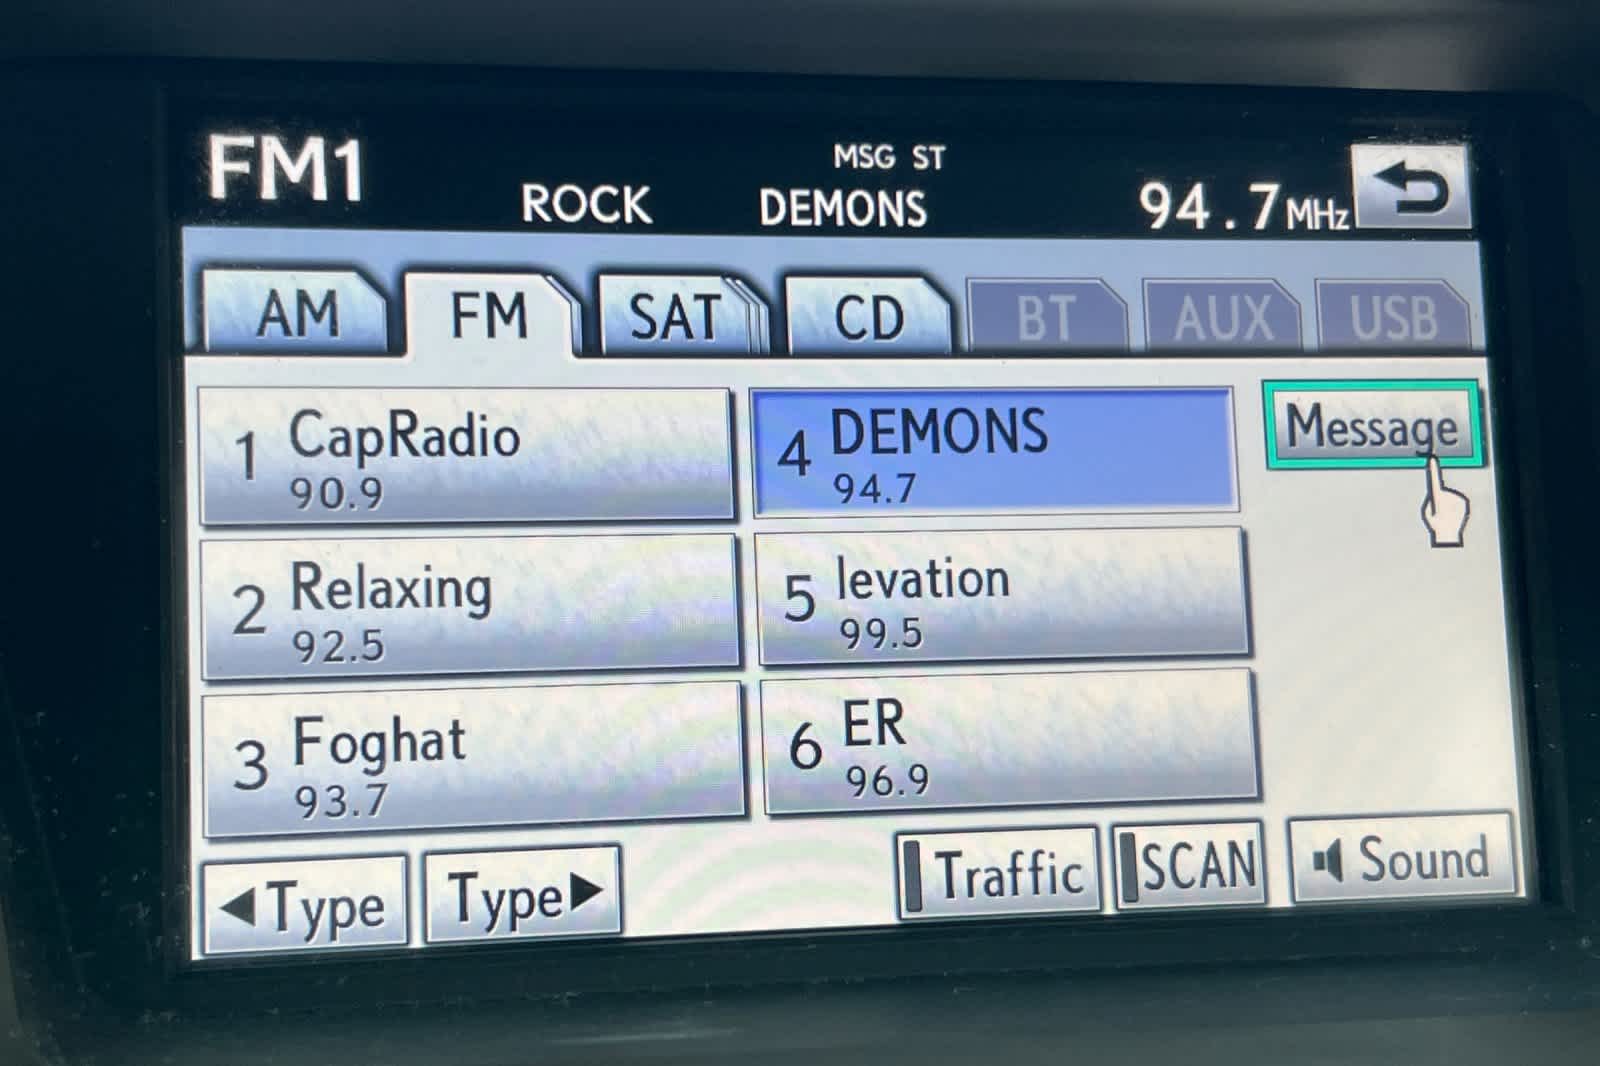 FM1
MSG ST
ROCK DEMONS 94.7MHz
AM FM SAT CD BT AUX USB
1 CapRadio
90.9
4 DEMONS
94.7
Message
2 Relaxing
92.5
5 levation
99.5
3 Foghat
93.7
6 ER
96.9
◀Type Type▶ Traffic SCAN Sound